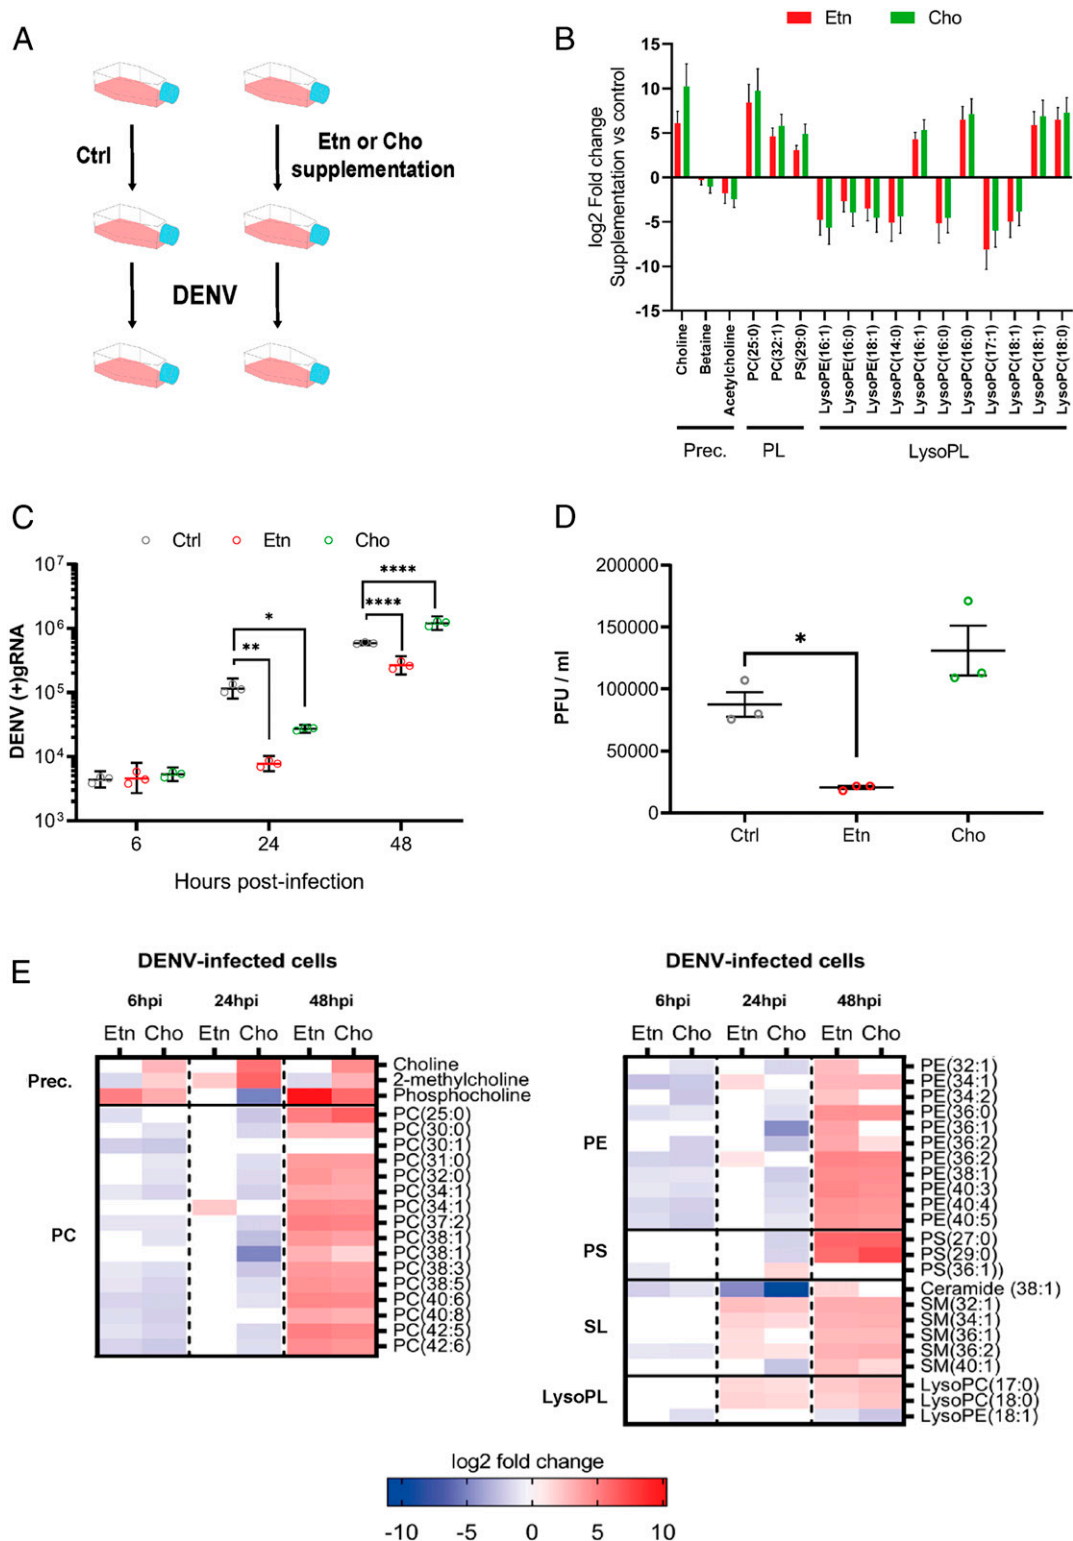 A
Ctrl
Etn or Cho
supplementation
DENV
B
Etn
Cho
log2 Fold change
Supplementation vs control
15
10
5
0
-5
-10
-15
Choline
Betaine
Acetylcholine
PC(25:0)
PC(32:1)
PS(29:0)
LysoPE(16:1)
LysoPE(16:0)
LysoPE(18:1)
LysoPC(14:0)
LysoPC(16:1)
LysoPC(16:0)
LysoPC(16:0)
LysoPC(17:1)
LysoPC(18:1)
LysoPC(18:1)
LysoPC(18:0)
Prec.
PL
LysoPL
C
Ctrl
Etn
Cho
DENV (+)gRNA
10^7
10^6
10^5
10^4
10^3
**
*
****
****
6
24
48
Hours post-infection
D
PFU / ml
200000
150000
100000
50000
0
*
Ctrl
Etn
Cho
E
DENV-infected cells
6hpi
24hpi
48hpi
Etn Cho Etn Cho Etn Cho
Prec.
Choline
2-methylcholine
Phosphocholine
PC
PC(25:0)
PC(30:0)
PC(30:1)
PC(31:0)
PC(32:0)
PC(34:1)
PC(34:1)
PC(37:2)
PC(38:1)
PC(38:1)
PC(38:3)
PC(38:5)
PC(40:6)
PC(40:8)
PC(42:5)
PC(42:6)
DENV-infected cells
6hpi
24hpi
48hpi
Etn Cho Etn Cho Etn Cho
PE
PE(32:1)
PE(34:1)
PE(34:2)
PE(36:0)
PE(36:1)
PE(36:2)
PE(36:2)
PE(38:1)
PE(40:3)
PE(40:4)
PE(40:5)
PS
PS(27:0)
PS(29:0)
PS(36:1))
SL
Ceramide (38:1)
SM(32:1)
SM(34:1)
SM(36:1)
SM(36:2)
SM(40:1)
LysoPL
LysoPC(17:0)
LysoPC(18:0)
LysoPE(18:1)
log2 fold change
-10
-5
0
5
10